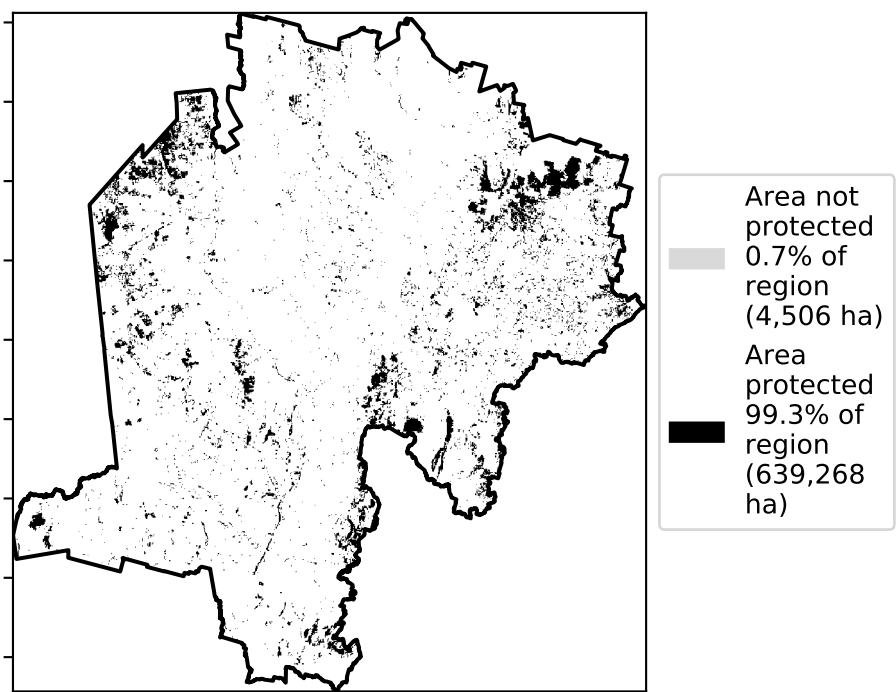 Area not
protected
0.7% of
region
(4,506 ha)
Area
protected
99.3% of
region
(639,268
ha)